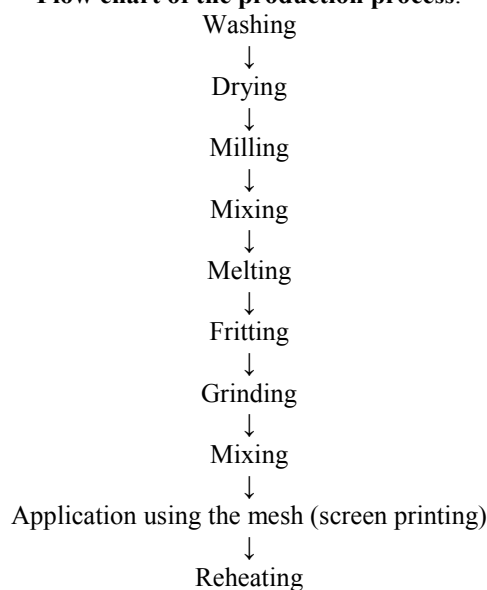 Flow chart of the production process:
Washing
↓
Drying
↓
Milling
↓
Mixing
↓
Melting
↓
Fritting
↓
Grinding
↓
Mixing
↓
Application using the mesh (screen printing)
↓
Reheating